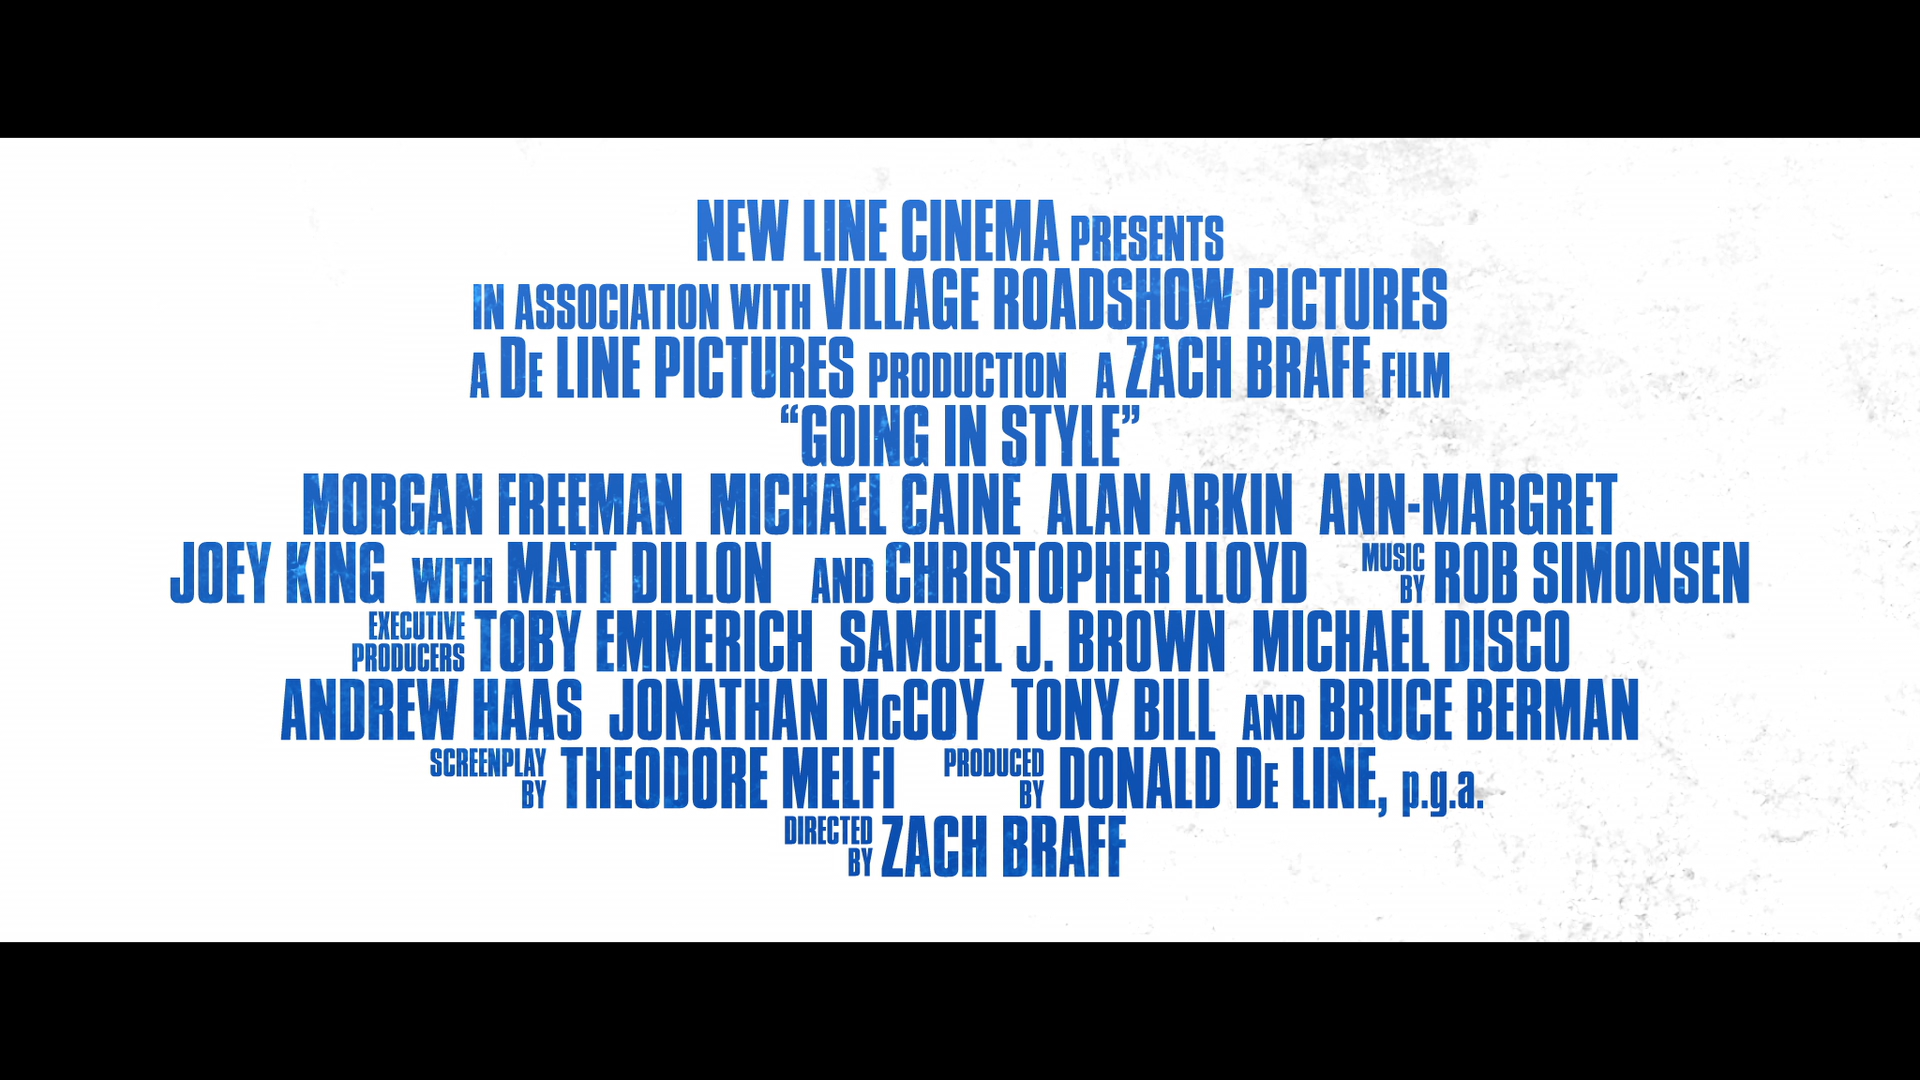 NEW LINE CINEMA PRESENTS
IN ASSOCIATION WITH VILLAGE ROADSHOW PICTURES
A De LINE PICTURES PRODUCTION A ZACH BRAFF FILM
“GOING IN STYLE”
MORGAN FREEMAN MICHAEL CAINE ALAN ARKIN ANN-MARGRET
JOEY KING WITH MATT DILLON AND CHRISTOPHER LLOYD MUSIC BY ROB SIMONSEN
EXECUTIVE PRODUCERS TOBY EMMERICH SAMUEL J. BROWN MICHAEL DISCO
ANDREW HAAS JONATHAN McCOY TONY BILL AND BRUCE BERMAN
SCREENPLAY BY THEODORE MELFI PRODUCED BY DONALD De LINE, p.g.a.
DIRECTED BY ZACH BRAFF